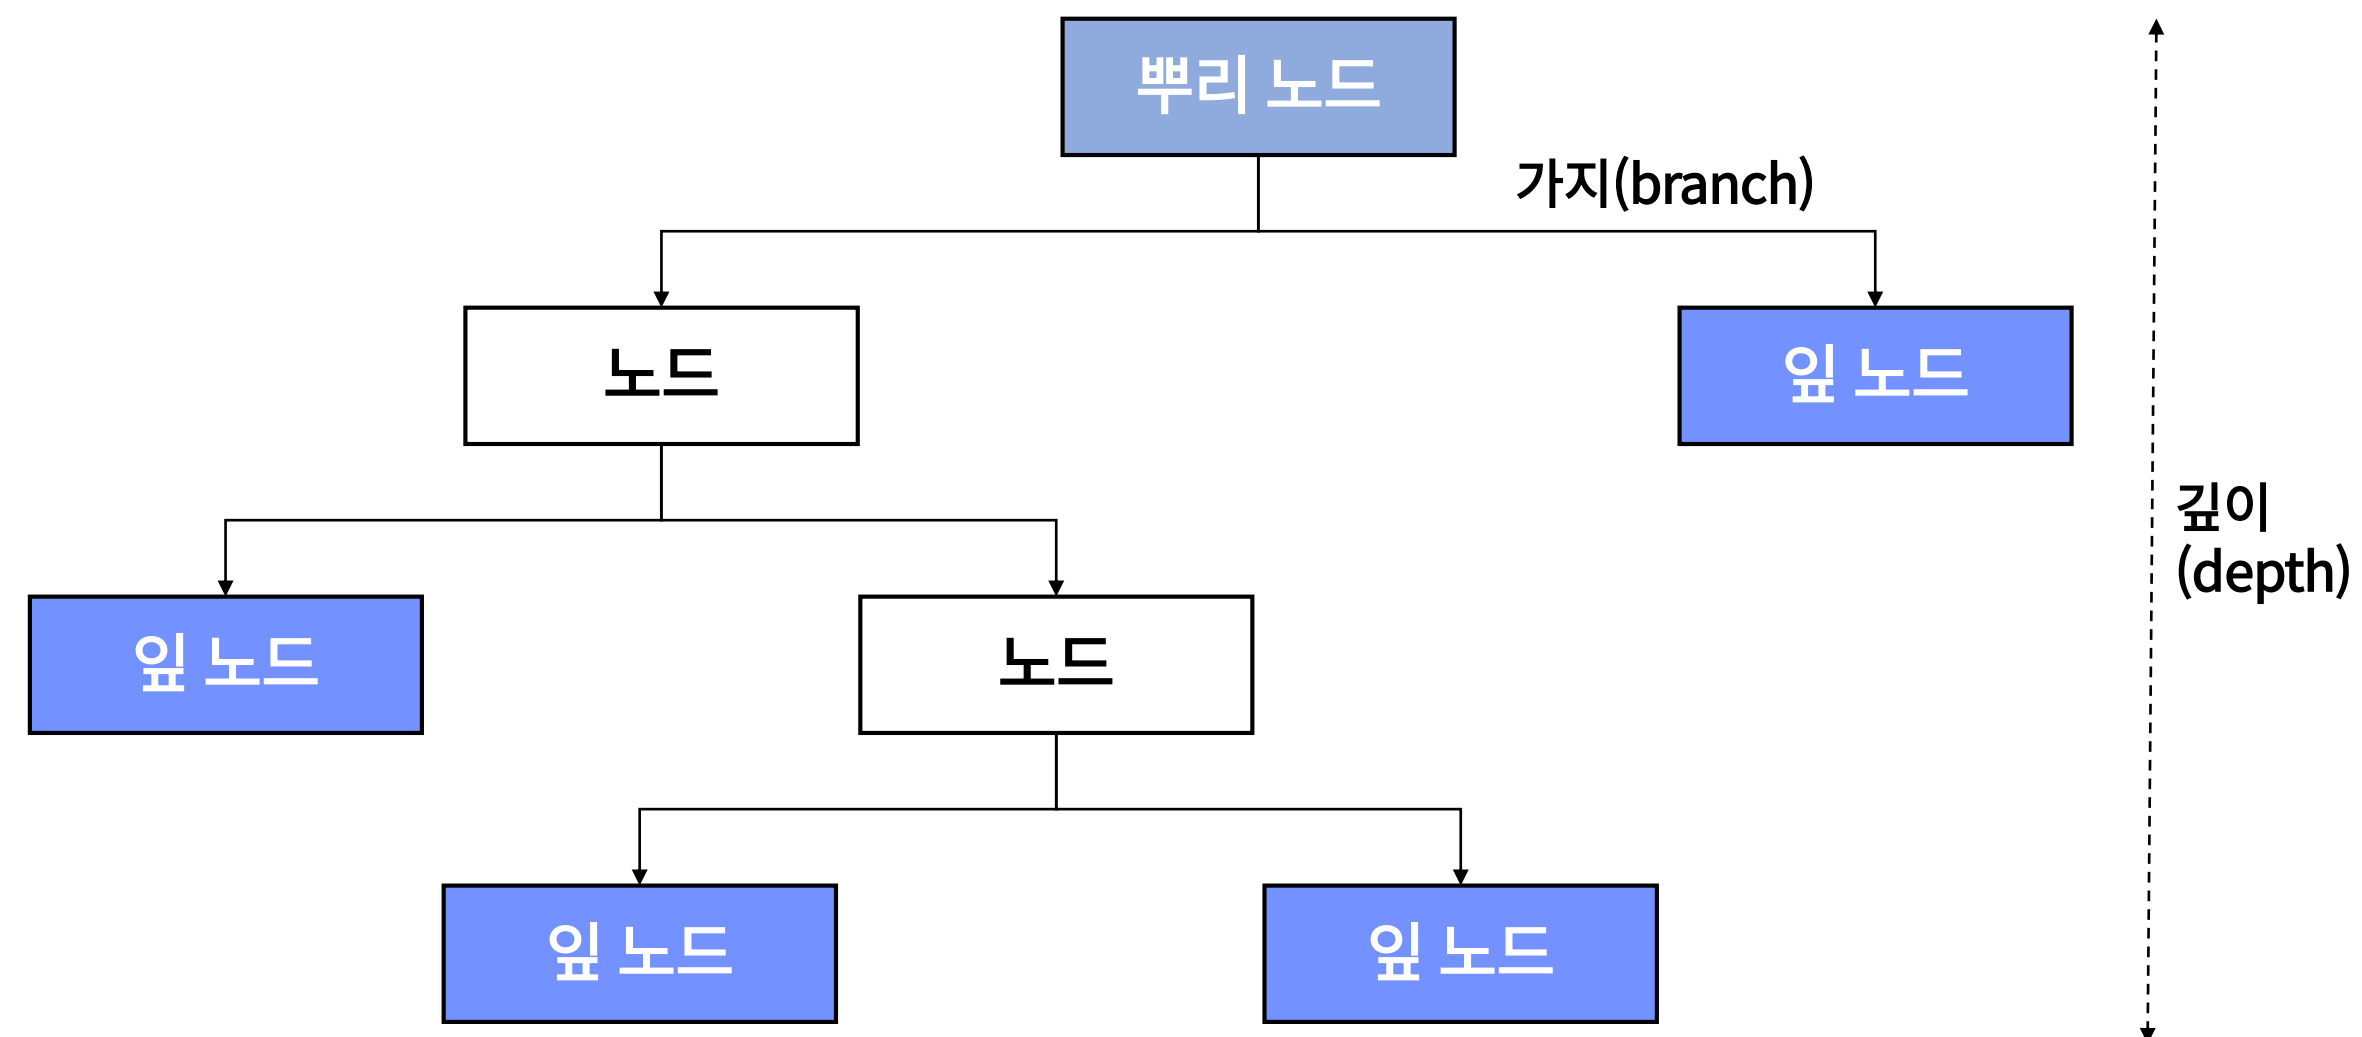 뿌리 노드
가지(branch)
노드
잎 노드
깊이
(depth)
잎 노드
노드
잎 노드
잎 노드